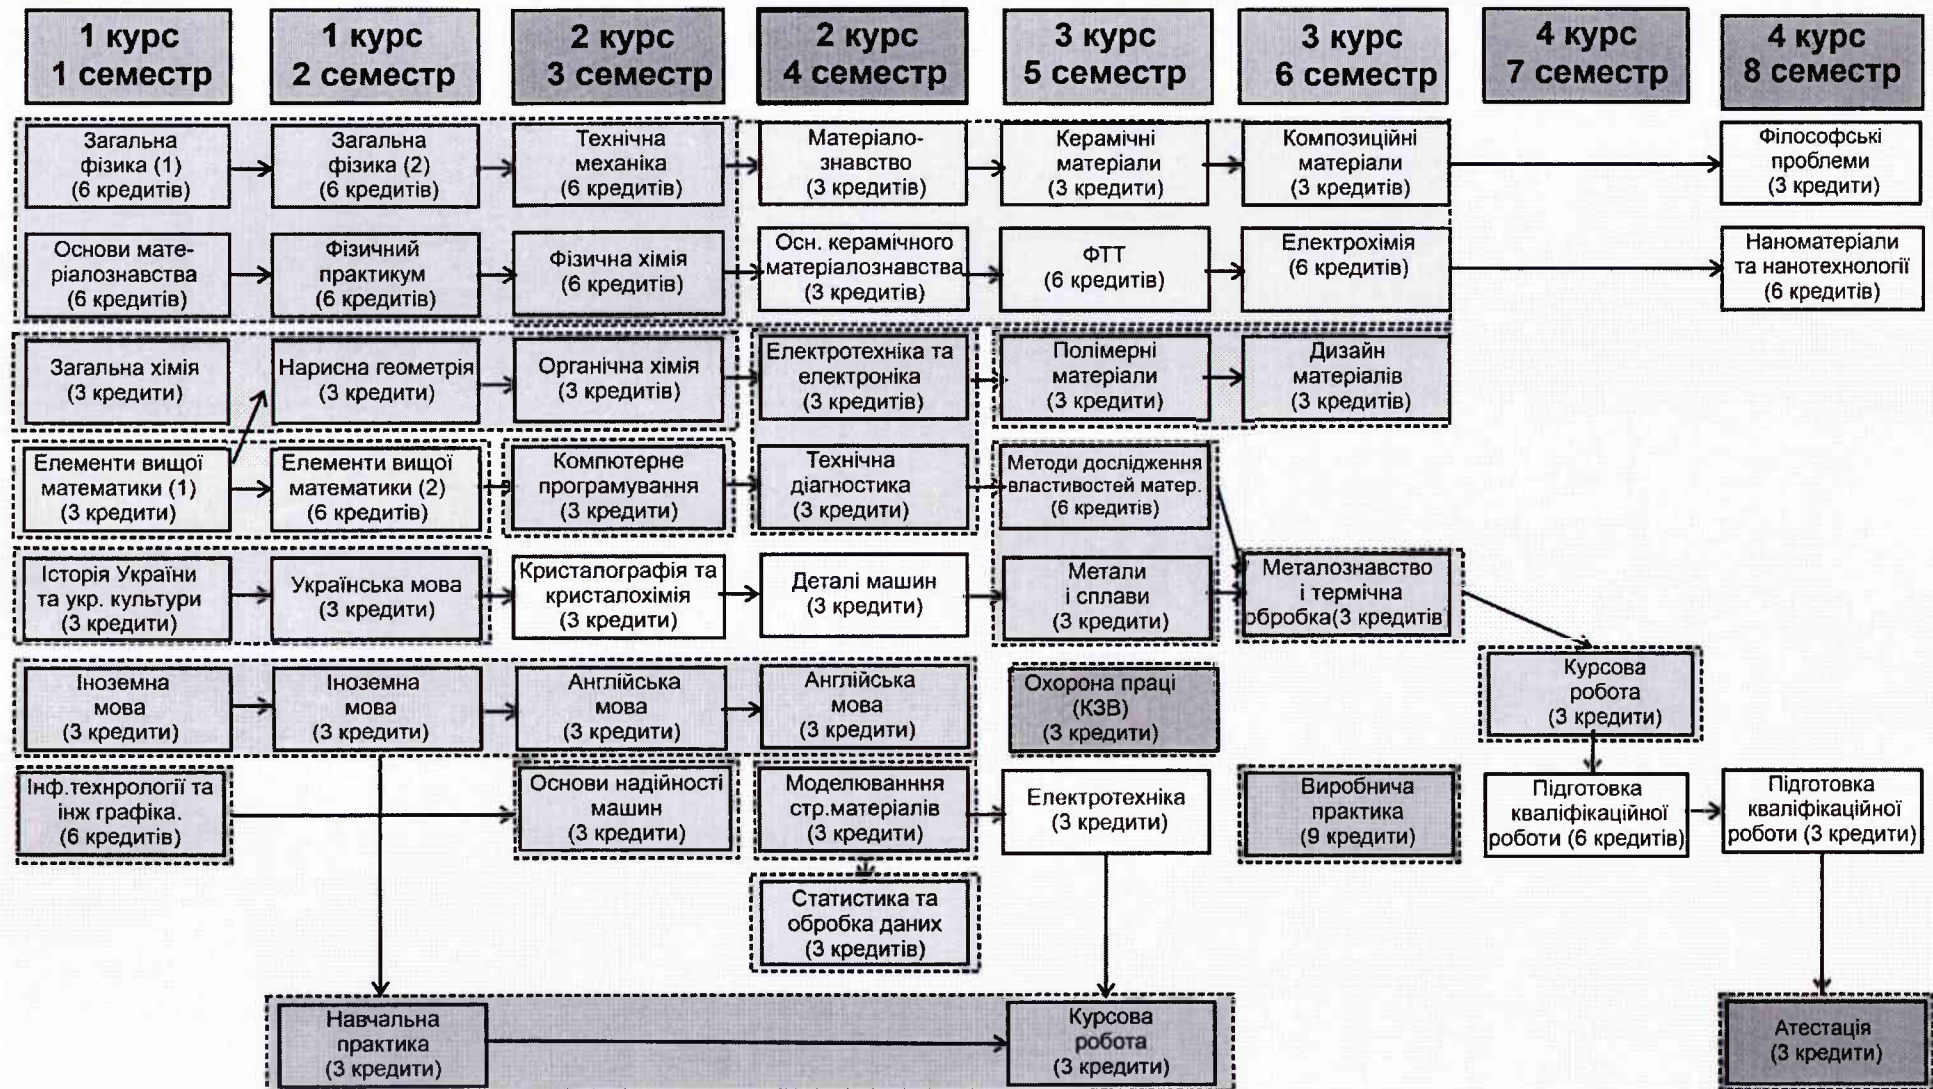 1 курс
1 семестр
1 курс
2 семестр
2 курс
3 семестр
2 курс
4 семестр
3 курс
5 семестр
3 курс
6 семестр
4 курс
7 семестр
4 курс
8 семестр
Загальна
фізика (1)
(6 кредитів)
Загальна
фізика (2)
(6 кредитів)
Технічна
механіка
(6 кредитів)
Матеріало-
знавство
(3 кредитів)
Керамічні
матеріали
(3 кредити)
Композиційні
матеріали
(3 кредитів)
Філософські
проблеми
(3 кредити)
Основи мате-
ріалознавства
(6 кредитів)
Фізичний
практикум
(6 кредитів)
Фізична хімія
(6 кредитів)
Осн. керамічного
матеріалознавства
(3 кредитів)
ФТТ
(6 кредитів)
Електрохімія
(6 кредитів)
Наноматеріали
та нанотехнології
(6 кредитів)
Загальна хімія
(3 кредити)
Нарисна геометрія
(3 кредити)
Органічна хімія
(3 кредитів)
Електротехніка та
електроніка
(3 кредитів)
Полімерні
матеріали
(3 кредити)
Дизайн
матеріалів
(3 кредитів)
Елементи вищої
математики (1)
(3 кредити)
Елементи вищої
математики (2)
(6 кредитів)
Компютерне
програмування
(3 кредити)
Технічна
діагностика
(3 кредити)
Методи дослідження
властивостей матер.
(6 кредитів)
Історія України
та укр. культури
(3 кредити)
Українська мова
(3 кредити)
Кристалографія та
кристалохімія
(3 кредити)
Деталі машин
(3 кредити)
Метали
і сплави
(3 кредити)
Металознавство
і термічна
обробка(3 кредитів
Іноземна
мова
(3 кредити)
Іноземна
мова
(3 кредити)
Англійська
мова
(3 кредити)
Англійська
мова
(3 кредити)
Охорона праці
(КЗВ)
(3 кредити)
Курсова
робота
(3 кредити)
Інф.технрології та
інж графіка.
(6 кредитів)
Основи надійності
машин
(3 кредити)
Моделюванння
стр.матеріалів
(3 кредити)
Електротехніка
(3 кредити)
Виробнича
практика
(9 кредити)
Підготовка
кваліфікаційної
роботи (6 кредитів)
Підготовка
кваліфікаційної
роботи (3 кредити)
Статистика та
обробка даних
(3 кредитів)
Навчальна
практика
(3 кредити)
Курсова
робота
(3 кредити)
Атестація
(3 кредити)